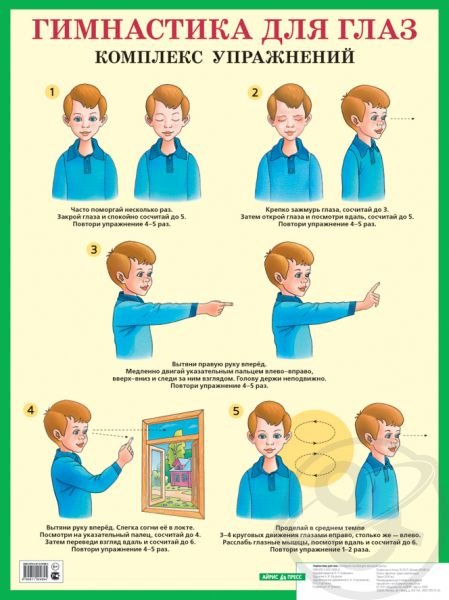 ГИМНАСТИКА ДЛЯ ГЛАЗ
КОМПЛЕКС УПРАЖНЕНИЙ
1
2
Часто поморгай несколько раз.
Закрой глаза и спокойно сосчитай до 5.
Повтори упражнение 4–5 раз.
Крепко зажмурь глаза, сосчитай до 3.
Затем открой глаза и посмотри вдаль, сосчитай до 5.
Повтори упражнение 4–5 раз.
3
Вытяни правую руку вперёд.
Медленно двигай указательным пальцем влево–вправо,
вверх–вниз и следи за ним взглядом. Голову держи неподвижно.
Повтори упражнение 4–5 раз.
4
5
Вытяни руку вперёд. Слегка согни её в локте.
Посмотри на указательный палец, сосчитай до 4.
Затем переведи взгляд вдаль и сосчитай до 6.
Повтори упражнение 4–5 раз.
Проделай в среднем темпе
3–4 круговых движения глазами вправо, столько же — влево.
Расслабь глазные мышцы, посмотри вдаль и сосчитай до 6.
Повтори упражнение 1–2 раза.
АЙРИС ПРЕСС